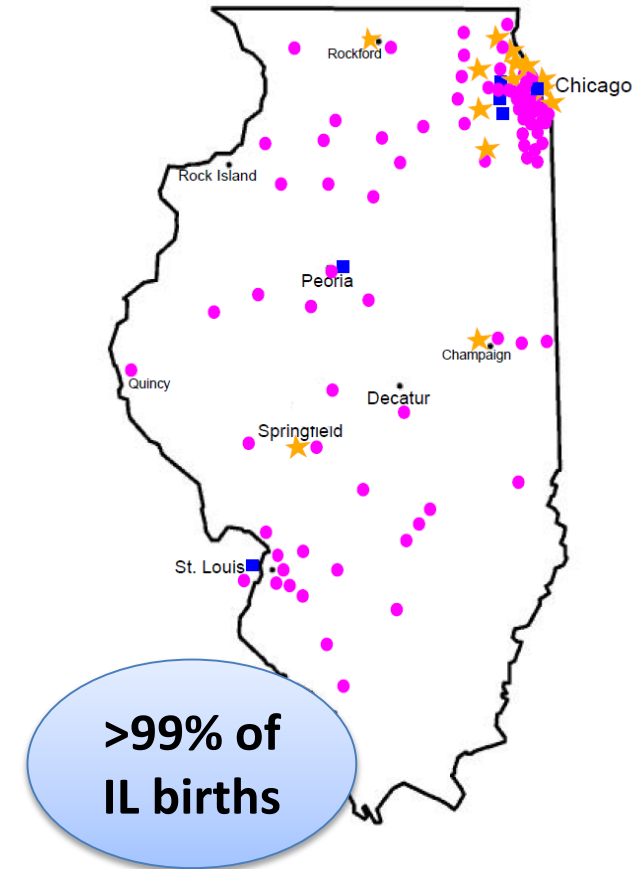 Rockford
Chicago
Rock Island
Peoria
Champaign
Quincy
Decatur
Springfield
St. Louis
>99% of
IL births